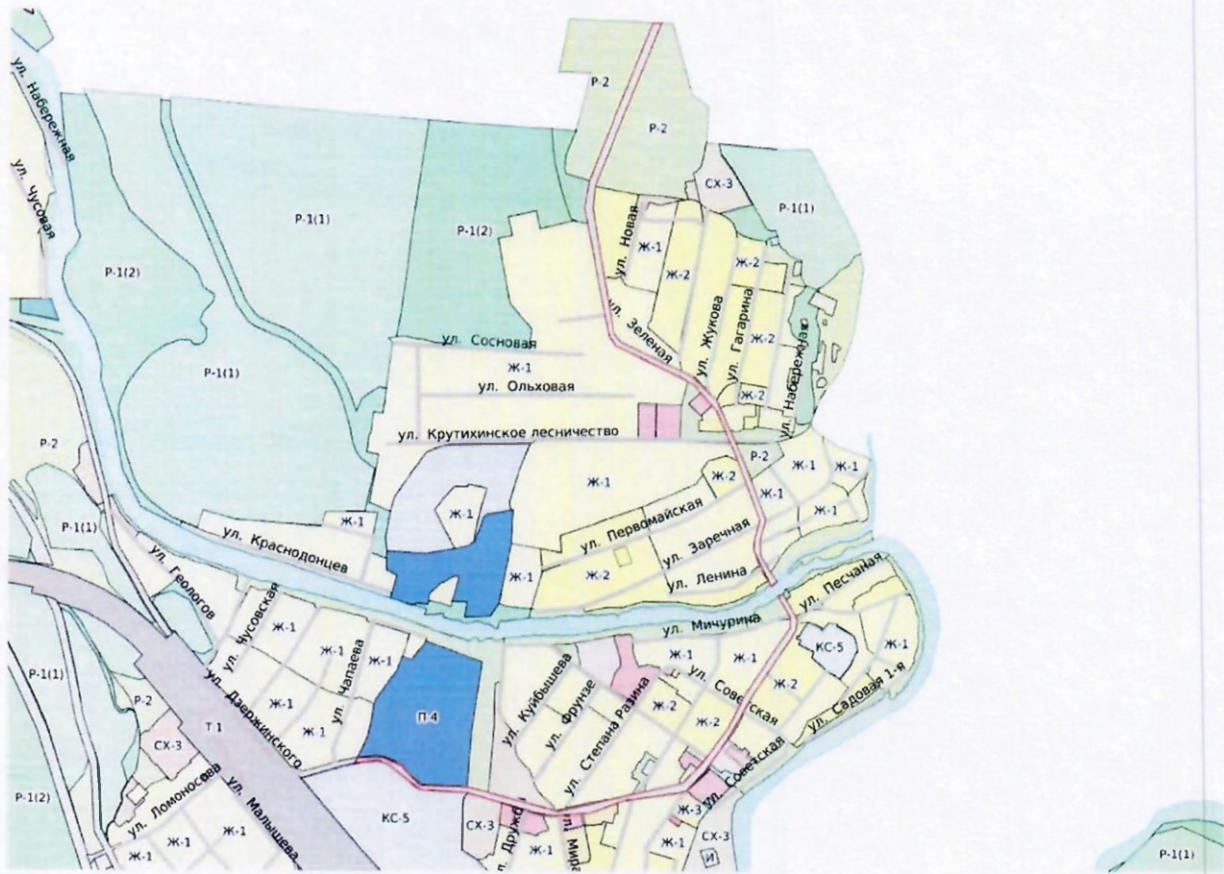 ул. Набережная
ул. Чусовая
Р-2
Р-2
СХ-3
Р-1(1)
Р-1(1)
Р-1(2)
Р-1(2)
ул. Новая
Ж-1
Ж-2
Ж-2
ул. Жукова
ул. Гагарина
Ж-2
ул. Набережная
ул. Зеленая
ул. Сосновая
Ж-1
ул. Ольховая
Ж-2
Р-1(1)
ул. Крутихинское лесничество
Р-2
Р-2
Ж-1
Ж-1
Ж-1
Ж-2
Ж-1
Ж-1
Ж-1
Ж-1
Р-1(1)
ул. Первомайская
ул. Заречная
ул. Краснодонцев
ул. Геологов
Ж-1
Ж-2
ул. Ленина
ул. Песчаная
ул. Чусовская
Ж-1
ул. Мичурина
Ж-1
Ж-1
ул. Чапаева
ул. Куйбышева
ул. Фрунзе
Ж-1
Ж-1
КС-5
Ж-1
Р-1(1)
ул. Дзержинского
ул. Степана Разина
ул. Советская
Ж-2
ул. Садовая 1-я
Р-2
Ж-1
Ж-2
Ж-2
Т 1
П-4
Ж-1
СХ-3
ул. Советская
Р-1(2)
ул. Ломоносова
ул. Малышева
КС-5
СХ-3
ул. Мира
Ж-3
СХ-3
Ж-1
Ж-1
Ж-1
Ж-1
И
Р-1(1)